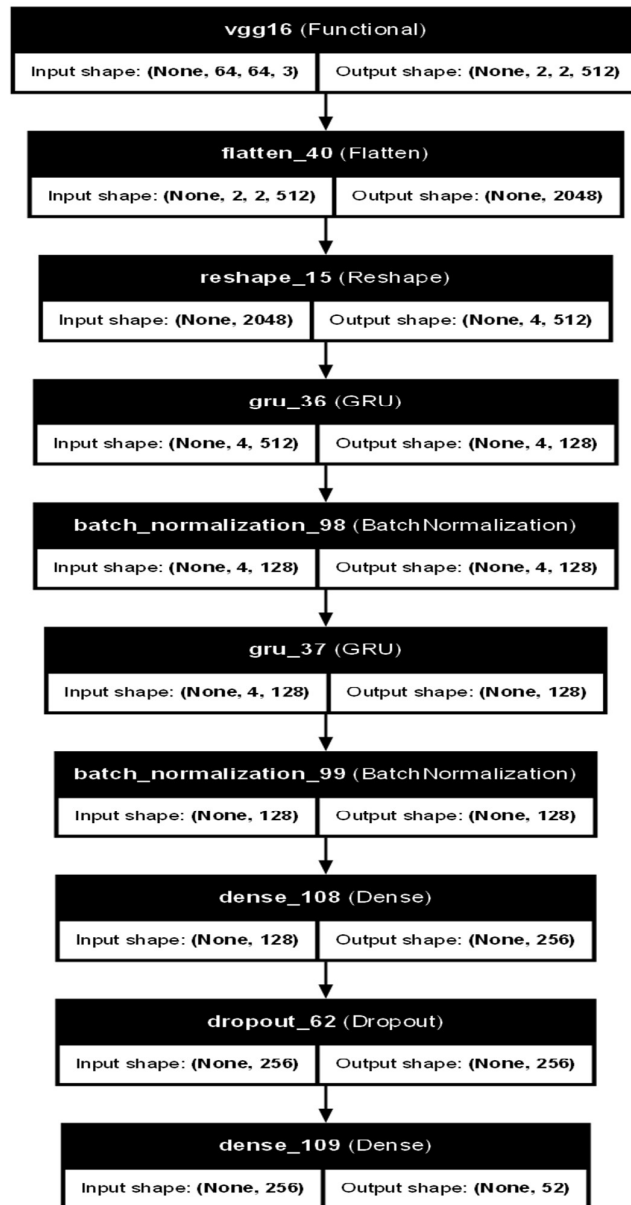 vgg16 (Functional)
Input shape: (None, 64, 64, 3) Output shape: (None, 2, 2, 512)
flatten_40 (Flatten)
Input shape: (None, 2, 2, 512) Output shape: (None, 2048)
reshape_15 (Reshape)
Input shape: (None, 2048) Output shape: (None, 4, 512)
gru_36 (GRU)
Input shape: (None, 4, 512) Output shape: (None, 4, 128)
batch_normalization_98 (BatchNormalization)
Input shape: (None, 4, 128) Output shape: (None, 4, 128)
gru_37 (GRU)
Input shape: (None, 4, 128) Output shape: (None, 128)
batch_normalization_99 (BatchNormalization)
Input shape: (None, 128) Output shape: (None, 128)
dense_108 (Dense)
Input shape: (None, 128) Output shape: (None, 256)
dropout_62 (Dropout)
Input shape: (None, 256) Output shape: (None, 256)
dense_109 (Dense)
Input shape: (None, 256) Output shape: (None, 52)